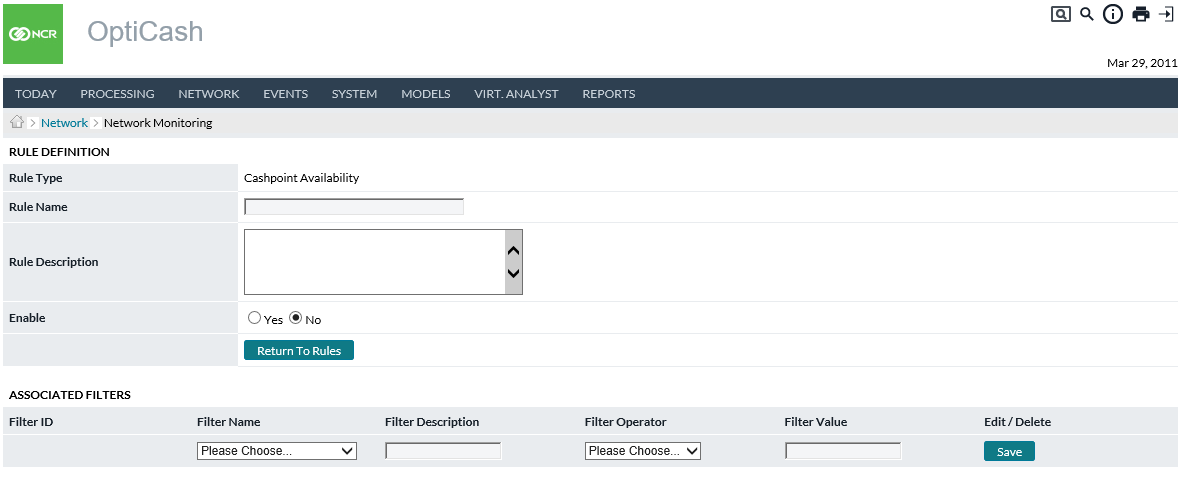 NCR OptiCash
Mar 29, 2011
TODAY PROCESSING NETWORK EVENTS SYSTEM MODELS VIRT. ANALYST REPORTS
> Network > Network Monitoring
RULE DEFINITION
Rule Type Cashpoint Availability
Rule Name
Rule Description
Enable Yes No
Return To Rules
ASSOCIATED FILTERS
Filter ID Filter Name Filter Description Filter Operator Filter Value Edit / Delete
Please Choose... Please Choose... Save